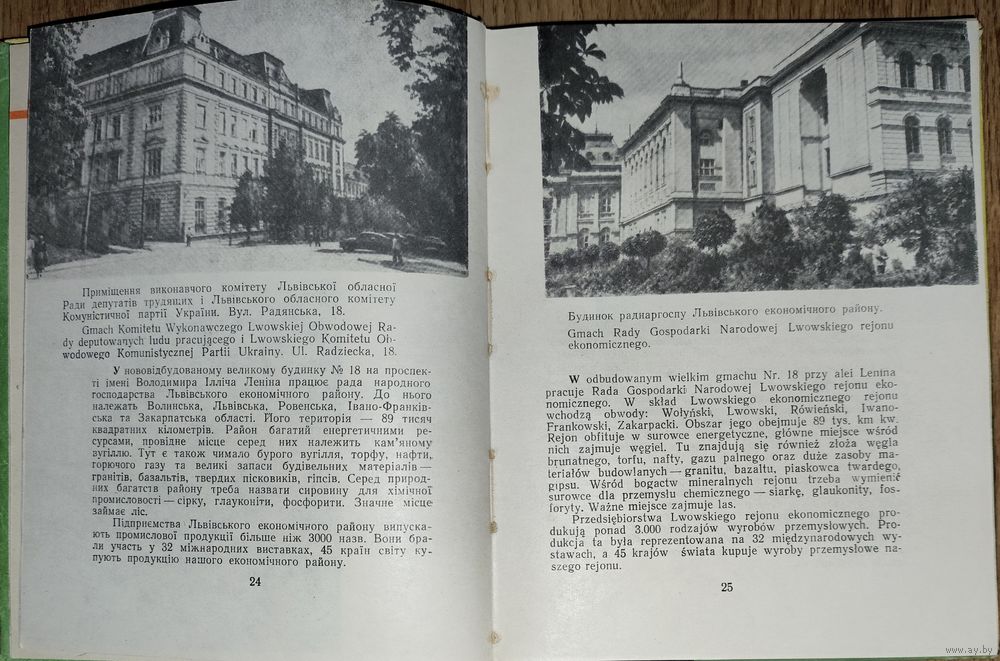 Приміщення виконавчого комітету Львівської обласної
Ради депутатів трудящих і Львівського обласного комітету
Комуністичної партії України. Вул. Радянська, 18.
Gmach Komitetu Wykonawczego Lwowskiej Obwodowej Ra-
dy deputowanych ludu pracującego i Lwowskiego Komitetu Ob-
wodowego Komunistycznej Partii Ukrainy. Ul. Radziecka, 18.
У нововідбудованому великому будинку № 18 на проспек-
ті імені Володимира Ілліча Леніна працює рада народного
господарства Львівського економічного району. До нього
належать Волинська, Львівська, Ровенська, Івано-Франків-
ська та Закарпатська області. Його територія — 89 тисяч
квадратних кілометрів. Район багатий енергетичними ре-
сурсами, провідне місце серед них належить кам'яному
вугіллю. Тут є також чимало бурого вугілля, торфу, нафти,
горючого газу та великі запаси будівельних матеріалів —
гранітів, базальтів, твердих пісковиків, гіпсів. Серед природ-
них багатств району треба назвати сировину для хімічної
промисловості — сірку, глауконіти, фосфорити. Значне місце
займає ліс.
Підприємства Львівського економічного району випуска-
ють промислової продукції більше ніж 3000 назв. Вони бра-
ли участь у 32 міжнародних виставках, 45 країн світу ку-
пують продукцію нашого економічного району.
24
Будинок раднаргоспу Львівського економічного району.
Gmach Rady Gospodarki Narodowej Lwowskiego rejonu
ekonomicznego.
W odbudowanym wielkim gmachu Nr. 18 przy alei Lenina
pracuje Rada Gospodarki Narodowej Lwowskiego rejonu eko-
nomicznego. W skład Lwowskiego ekonomicznego rejonu
wchodzą obwody: Wołyński, Lwowski, Rówieński, Iwano-
Frankowski, Zakarpacki. Obszar jego obejmuje 89 tys. km kw.
Rejon obfituje w surowce energetyczne, główne miejsce wśród
nich zajmuje węgiel. Tu znajdują się również złoża węgla
brunatnego, torfu, nafty, gazu palnego oraz duże zasoby ma-
teriałów budowlanych — granitu, bazaltu, piaskowca twardego,
gipsu. Wśród bogactw mineralnych rejonu trzeba wymienić
surowce dla przemysłu chemicznego — siarkę, glaukonity, fos-
foryty. Ważne miejsce zajmuje las.
Przedsiębiorstwa Lwowskiego rejonu ekonomicznego pro-
dukują ponad 3.000 rodzajów wyrobów przemysłowych. Pro-
dukcja ta była reprezentowana na 32 międzynarodowych wy-
stawach, a 45 krajów świata kupuje wyroby przemysłowe na-
szego rejonu.
25
www.ay.by